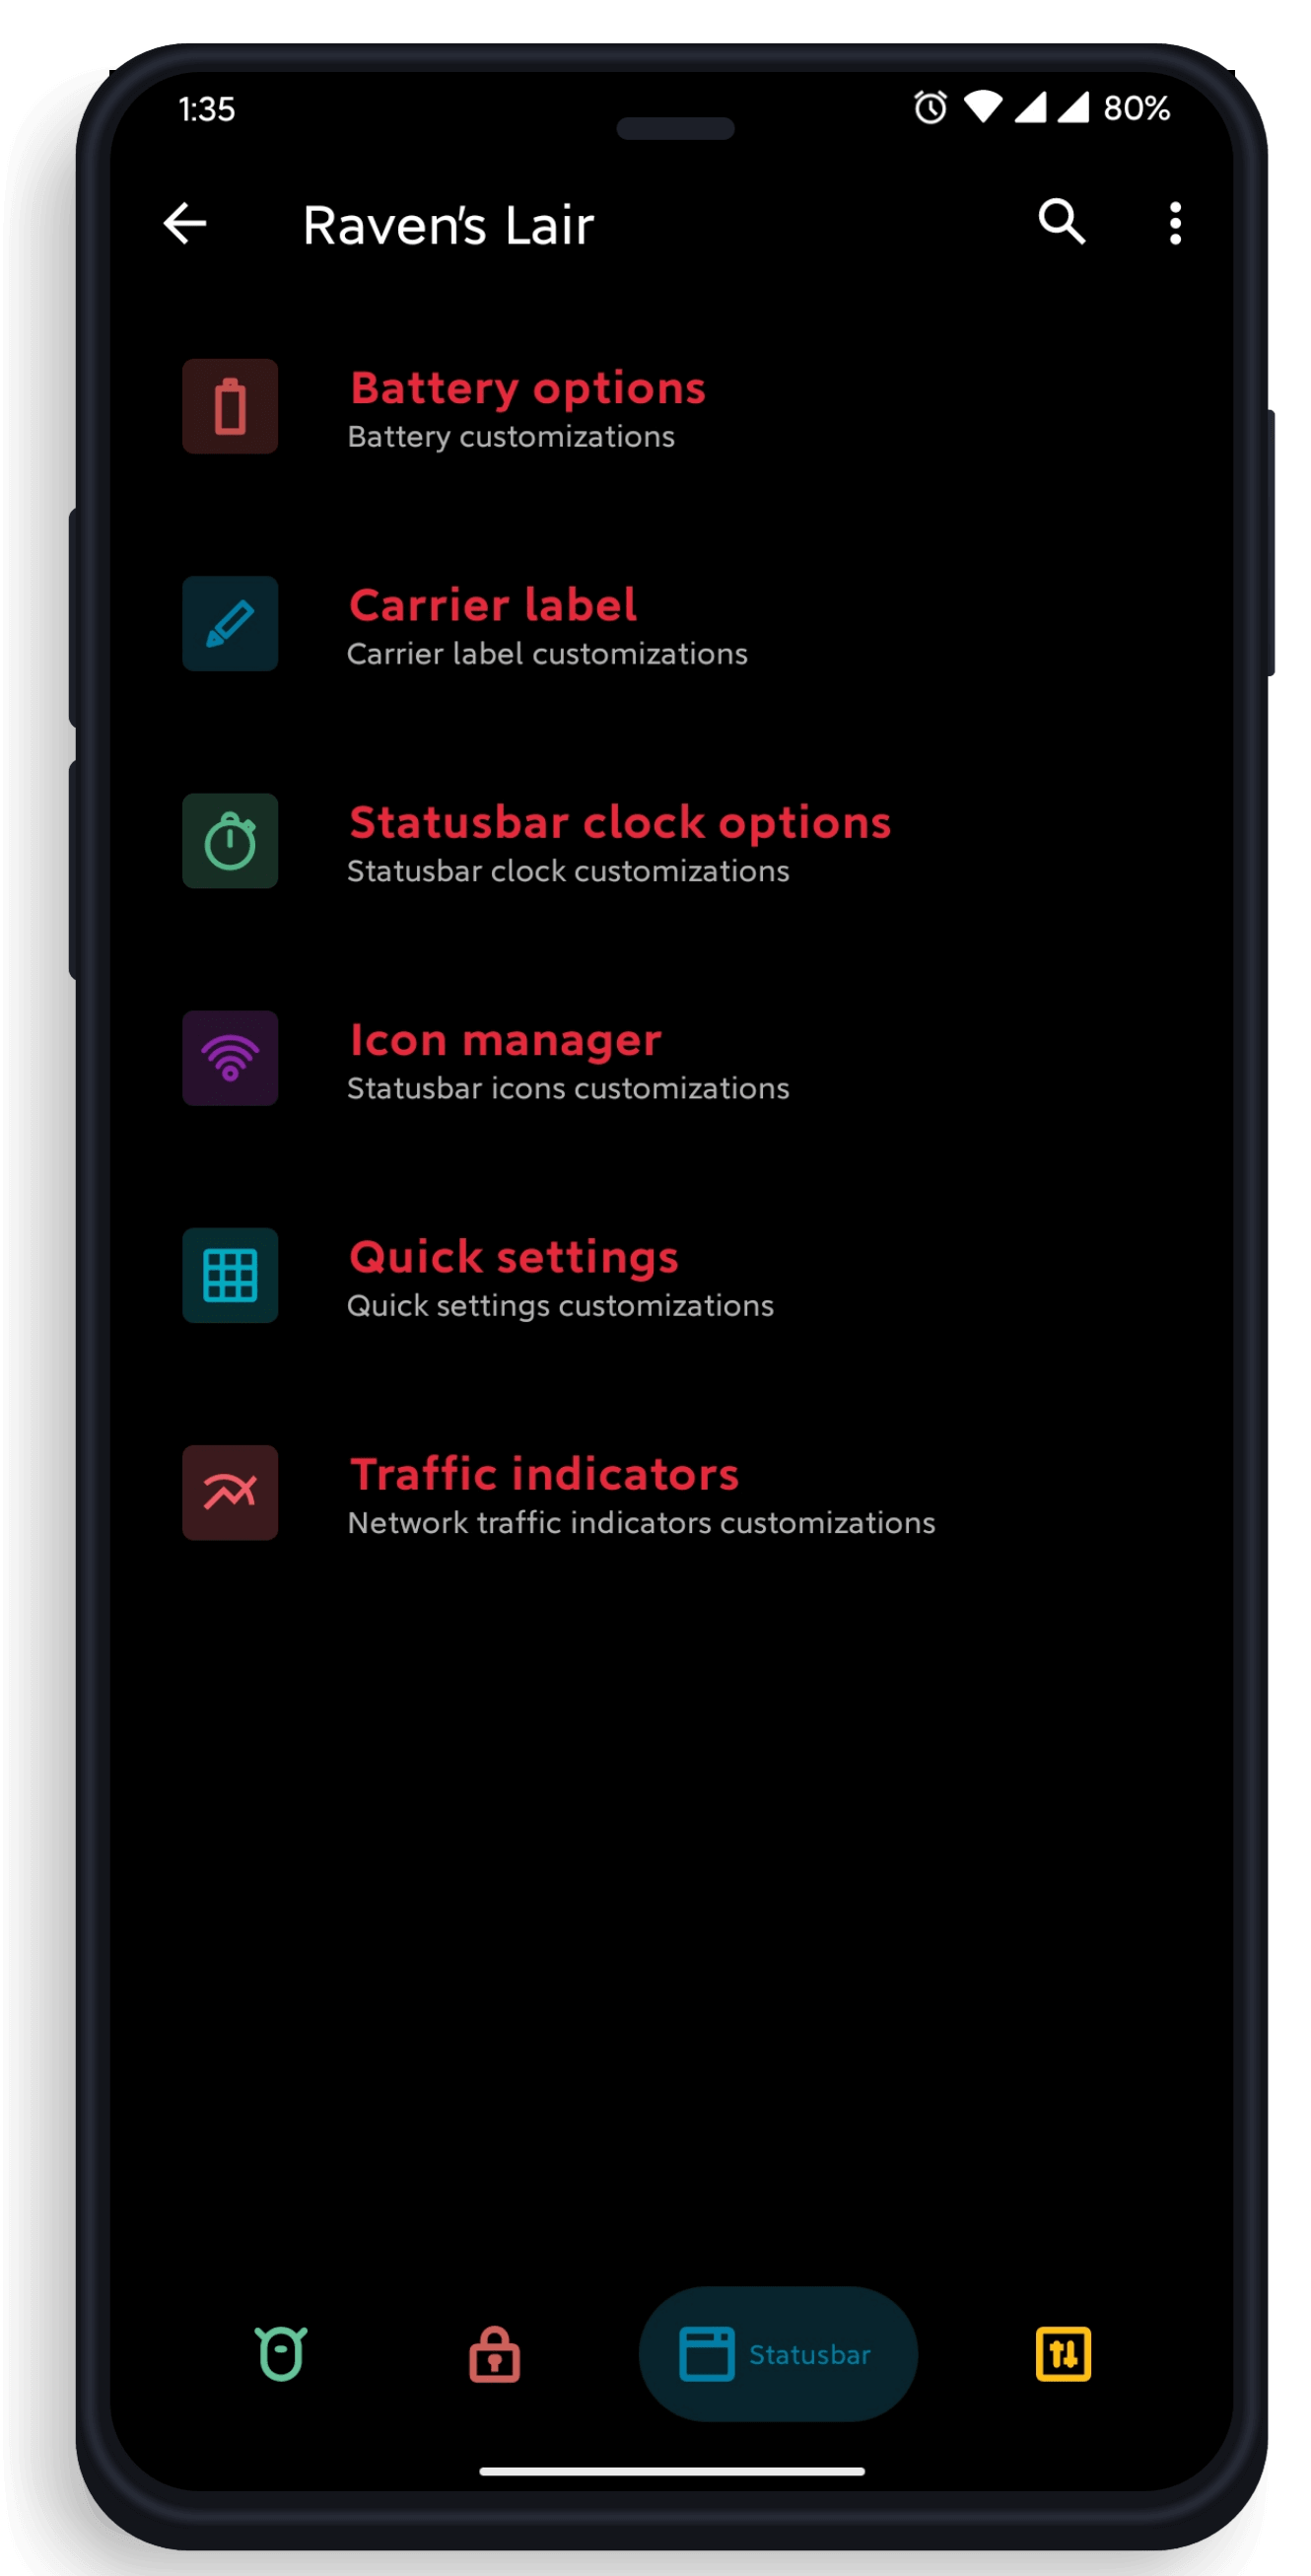 1:35 80%
Raven's Lair
Battery options
Battery customizations
Carrier label
Carrier label customizations
Statusbar clock options
Statusbar clock customizations
Icon manager
Statusbar icons customizations
Quick settings
Quick settings customizations
Traffic indicators
Network traffic indicators customizations
Statusbar